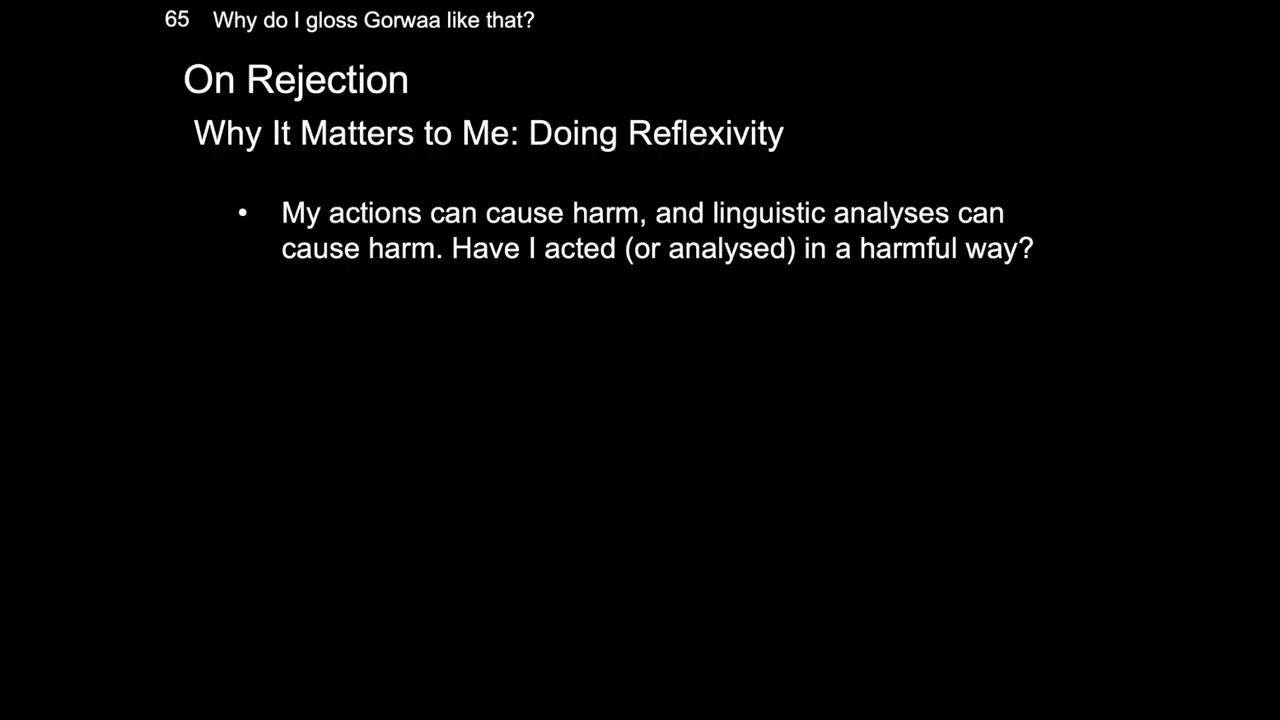 65 Why do I gloss Gorwaa like that?
On Rejection
Why It Matters to Me: Doing Reflexivity
• My actions can cause harm, and linguistic analyses can
cause harm. Have I acted (or analysed) in a harmful way?